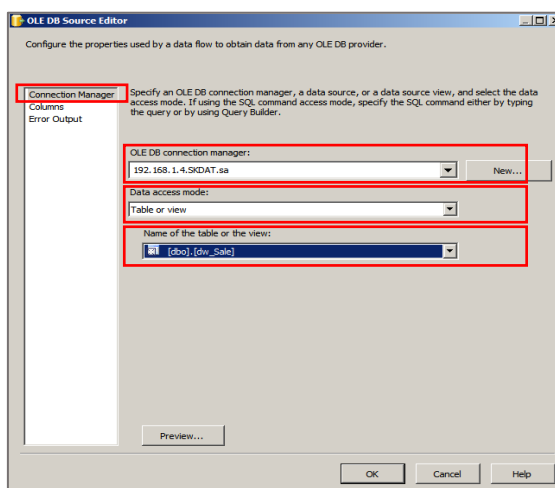 OLE DB Source Editor
Configure the properties used by a data flow to obtain data from any OLE DB provider.
Connection Manager
Columns
Error Output
Specify an OLE DB connection manager, a data source, or a data source view, and select the data
access mode. If using the SQL command access mode, specify the SQL command either by typing
the query or by using Query Builder.
OLE DB connection manager:
192.168.1.4.SKDAT.sa
New...
Data access mode:
Table or view
Name of the table or the view:
[dbo].[dw_Sale]
Preview...
OK
Cancel
Help